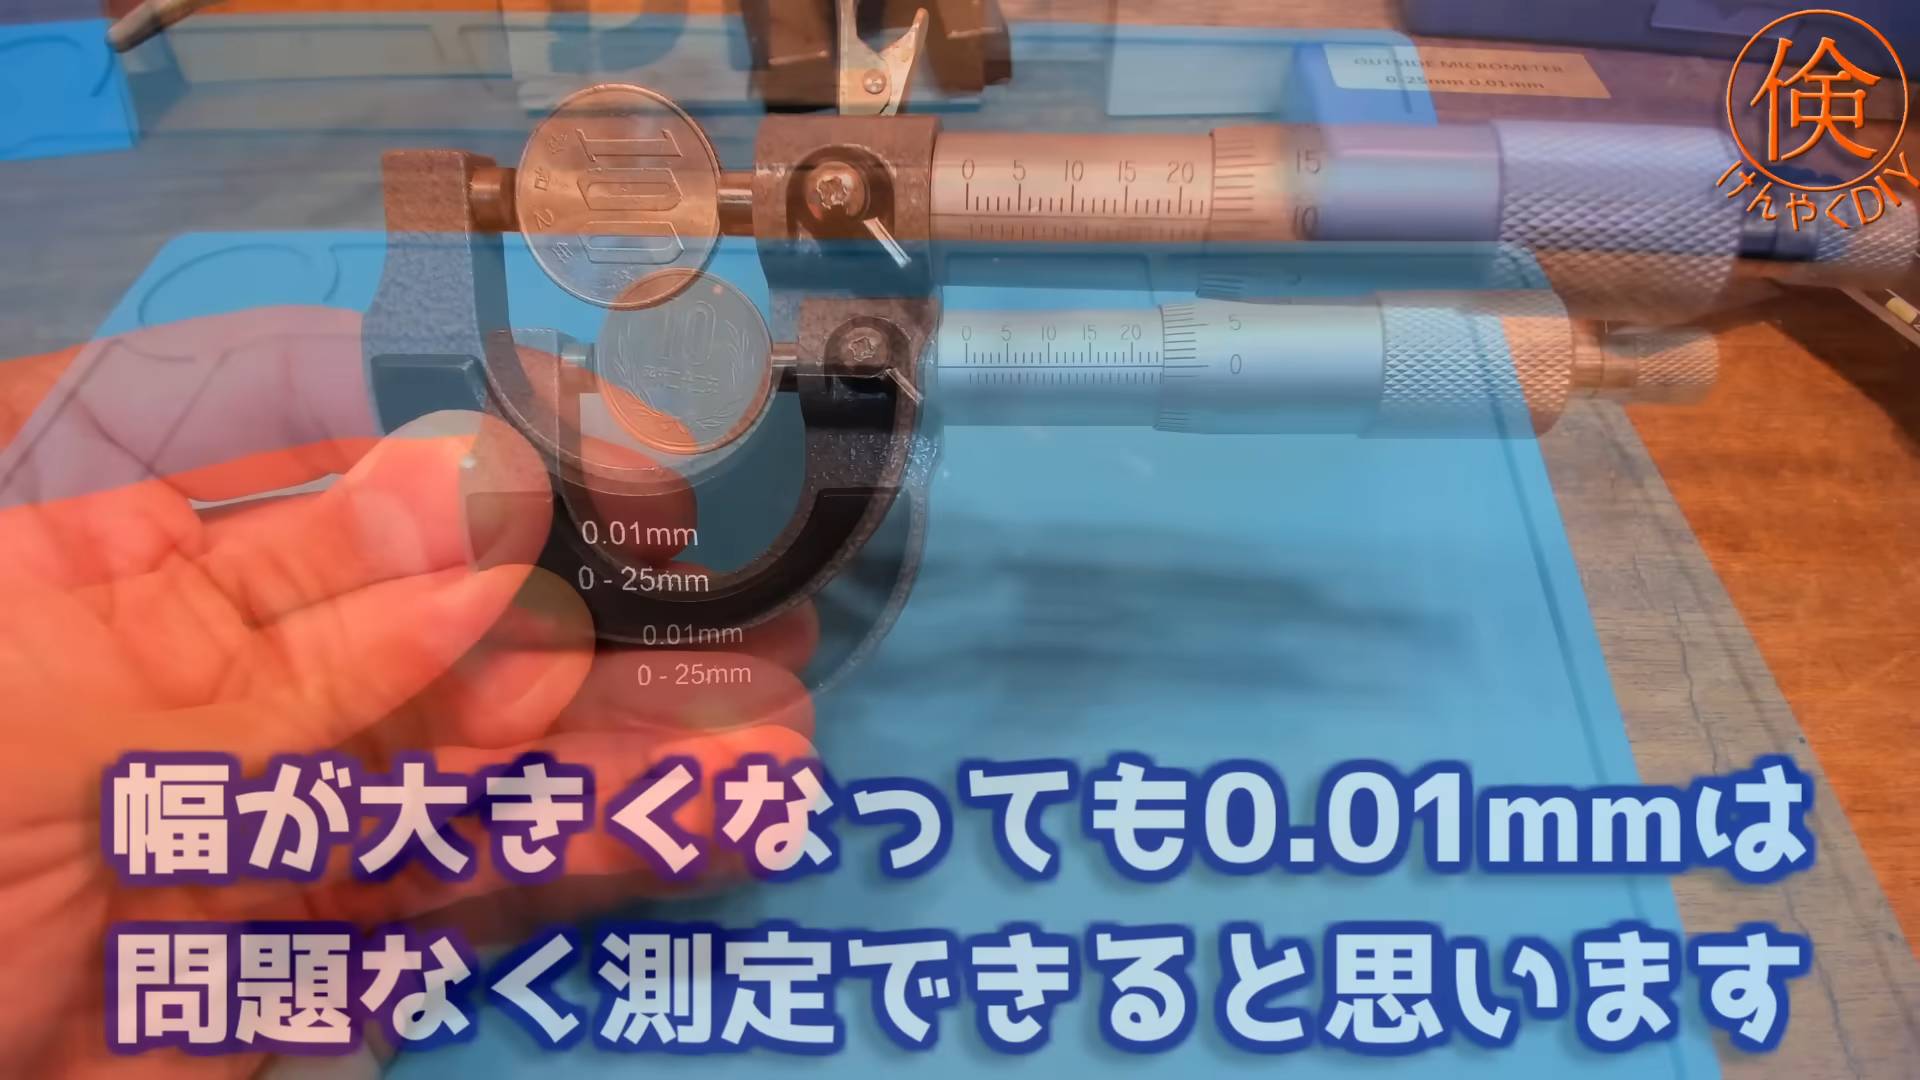 OUTSIDE MICROMETER
0-25mm 0.01mm
倹
けんやくDIY
100
0 5 10 15 20
15
10
10
0 5 10 15 20
5
0
0.01mm
0 - 25mm
0.01mm
0 - 25mm
幅が大きくなっても0.01mmは
問題なく測定できると思います